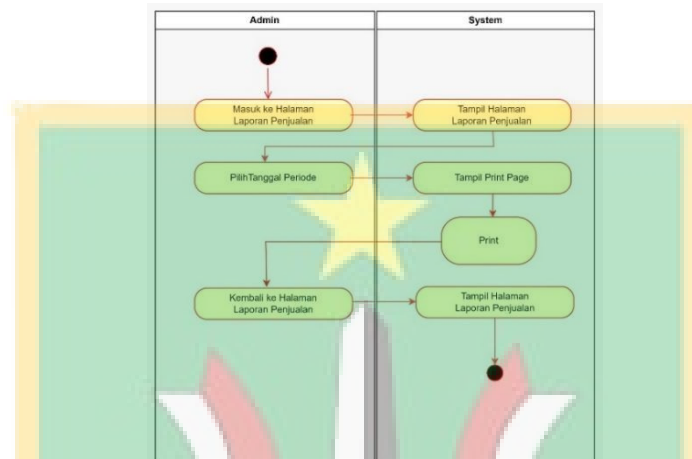 Admin
System
Masuk ke Halaman
Laporan Penjualan
Tampil Halaman
Laporan Penjualan
PilihTanggal Periode
Tampil Print Page
Print
Kembali ke Halaman
Laporan Penjualan
Tampil Halaman
Laporan Penjualan